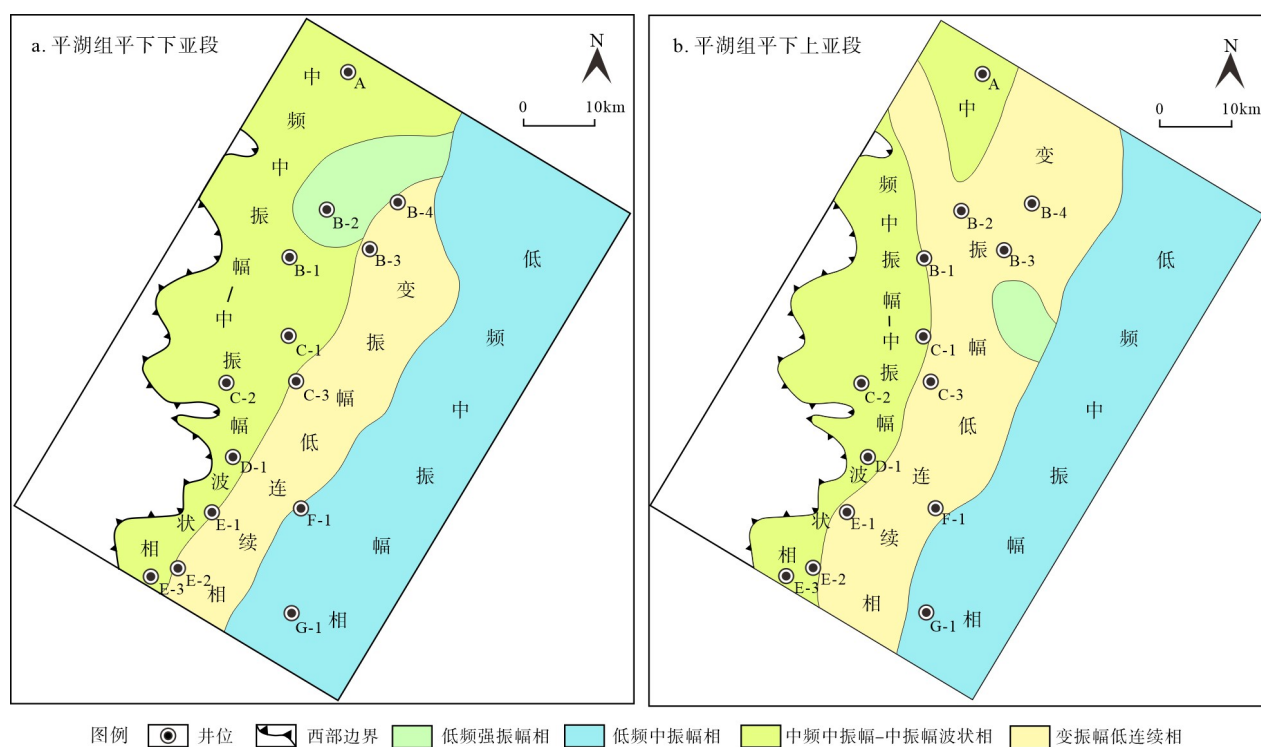 a. 平湖组平下下亚段
N
0 10km
A
B-1
B-2
B-3
B-4
C-1
C-2
C-3
D-1
E-1
E-2
E-3
F-1
G-1
中频中振幅–中振幅波状相
变振幅低连续相
低频中振幅相
b. 平湖组平下上亚段
N
0 10km
A
B-1
B-2
B-3
B-4
C-1
C-2
C-3
D-1
E-1
E-2
E-3
F-1
G-1
中频中振幅–中振幅波状相
变振幅低连续相
低频中振幅相
图例 井位 西部边界 低频强振幅相 低频中振幅相 中频中振幅–中振幅波状相 变振幅低连续相